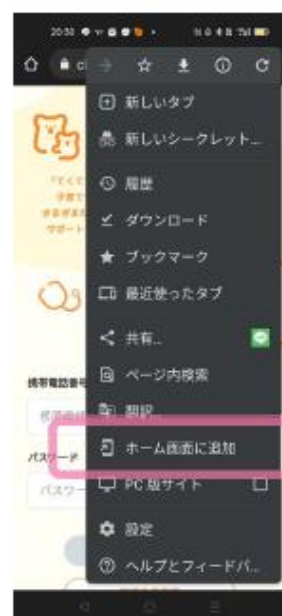 20:30
新しいタブ
新しいシークレット...
履歴
ダウンロード
ブックマーク
最近使ったタブ
共有...
ページ内検索
翻訳...
ホーム画面に追加
PC 版サイト
設定
ヘルプとフィードバ...
携帯電話番号
パスワード